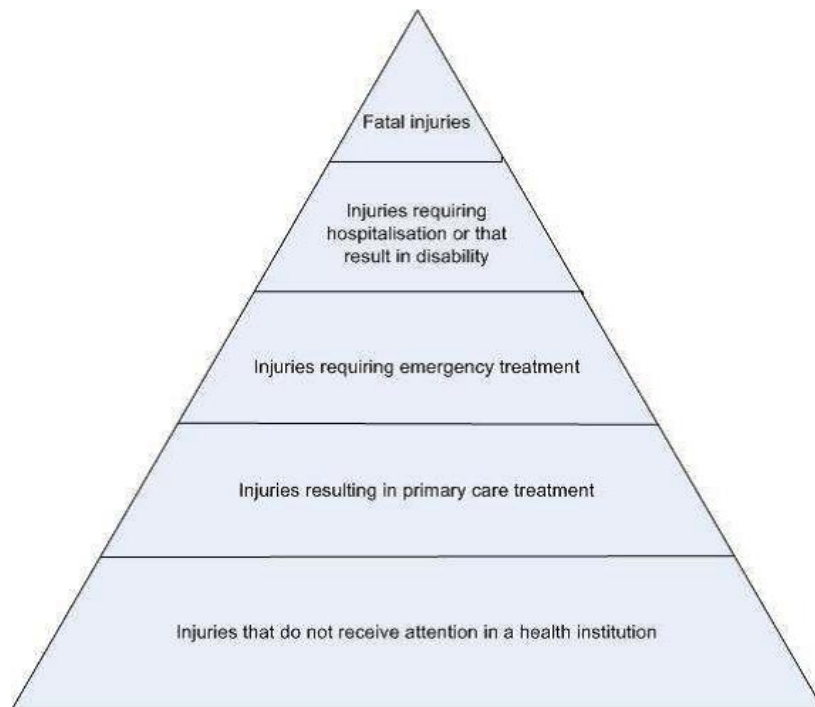 Fatal injuries
Injuries requiring
hospitalisation or that
result in disability
Injuries requiring emergency treatment
Injuries resulting in primary care treatment
Injuries that do not receive attention in a health institution